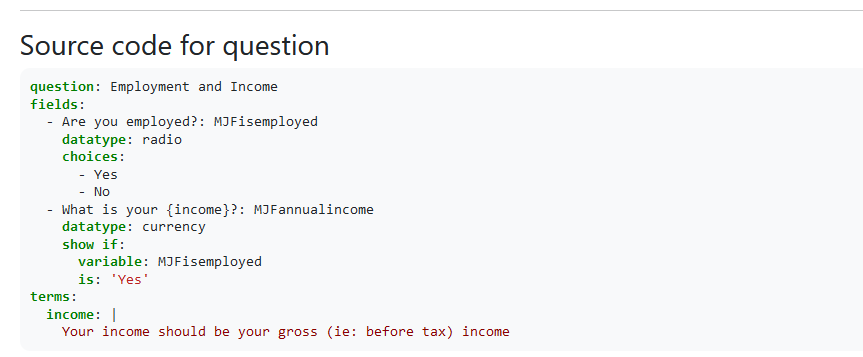 Source code for question
question: Employment and Income
fields:
  - Are you employed?: MJFisemployed
    datatype: radio
    choices:
      - Yes
      - No
  - What is your {income}?: MJFannualincome
    datatype: currency
    show if:
      variable: MJFisemployed
      is: 'Yes'
terms:
  income: |
    Your income should be your gross (ie: before tax) income